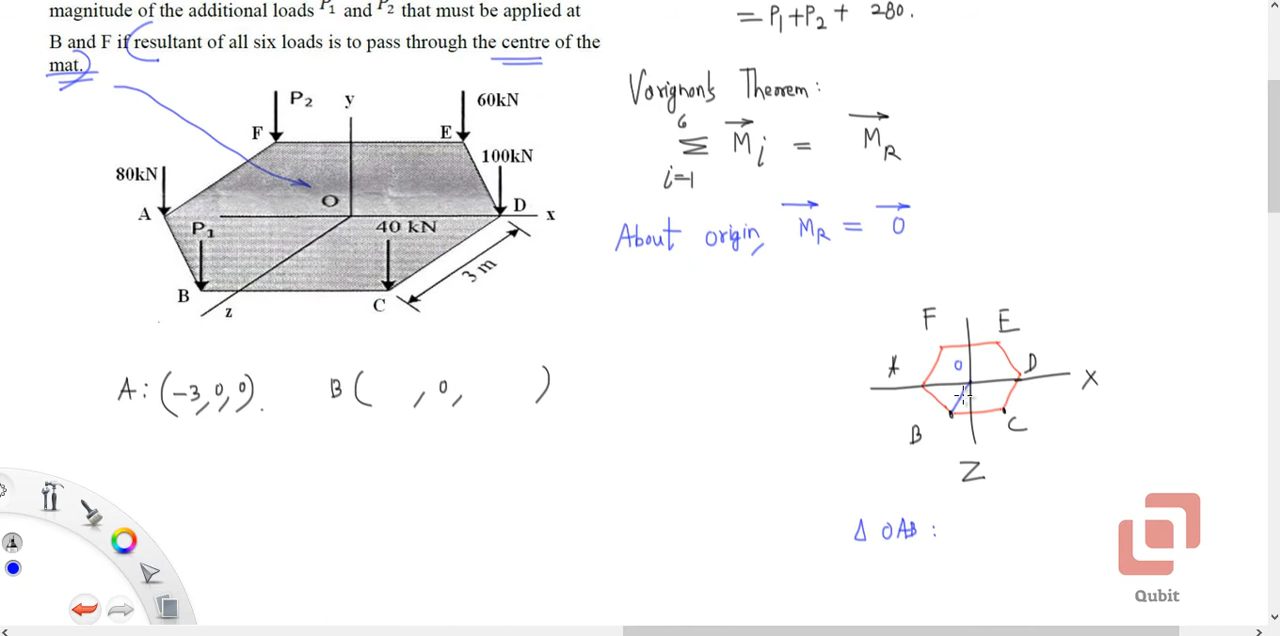 magnitude of the additional loads P1 and P2 that must be applied at
B and F if resultant of all six loads is to pass through the centre of the
mat.
= P1+P2 + 280.
Varignon's Theorem:
6
Σ Mi = MR
i=1
About origin, MR = 0
P2 y 60kN
F E
80kN 100kN
O D
A x
P1 40 kN
B 3 m
C
z
A: (-3,0,0). B( ,0, )
F E
A O D
X
B C
Z
Δ OAB :
Qubit